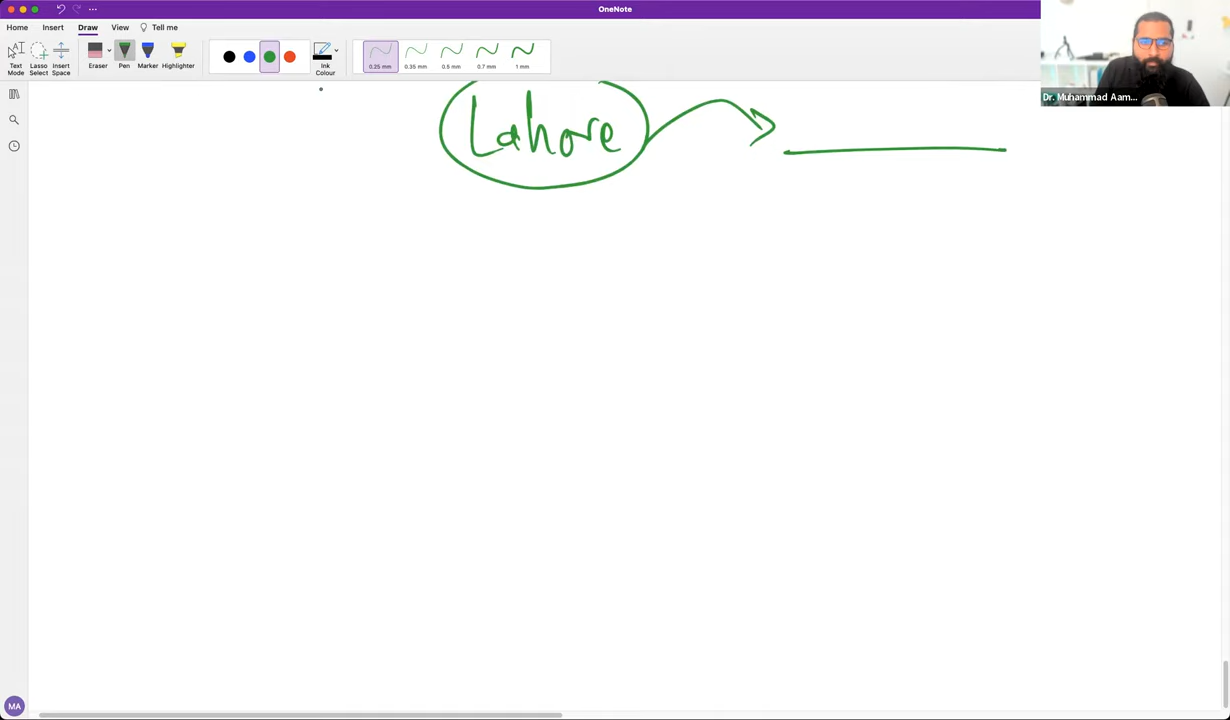 OneNote
Home Insert Draw View Tell me
Text Mode
Lasso Select
Insert Space
Eraser
Pen
Marker
Highlighter
Ink Colour
0.25 mm
0.35 mm
0.5 mm
0.7 mm
1 mm
Dr. Muhammad Aam...
Lahore
MA